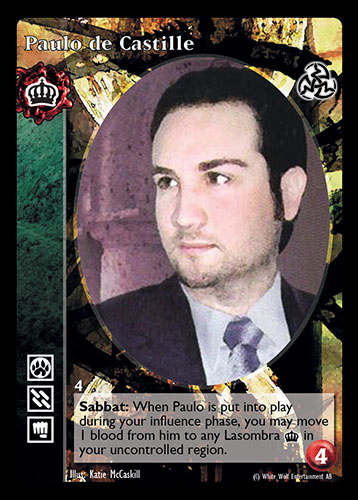 Paulo de Castille
4
Sabbat: When Paulo is put into play
during your influence phase, you may move
1 blood from him to any Lasombra in
your uncontrolled region.
4
Illus: Katie McCaskill
(C) White Wolf Entertainment AB